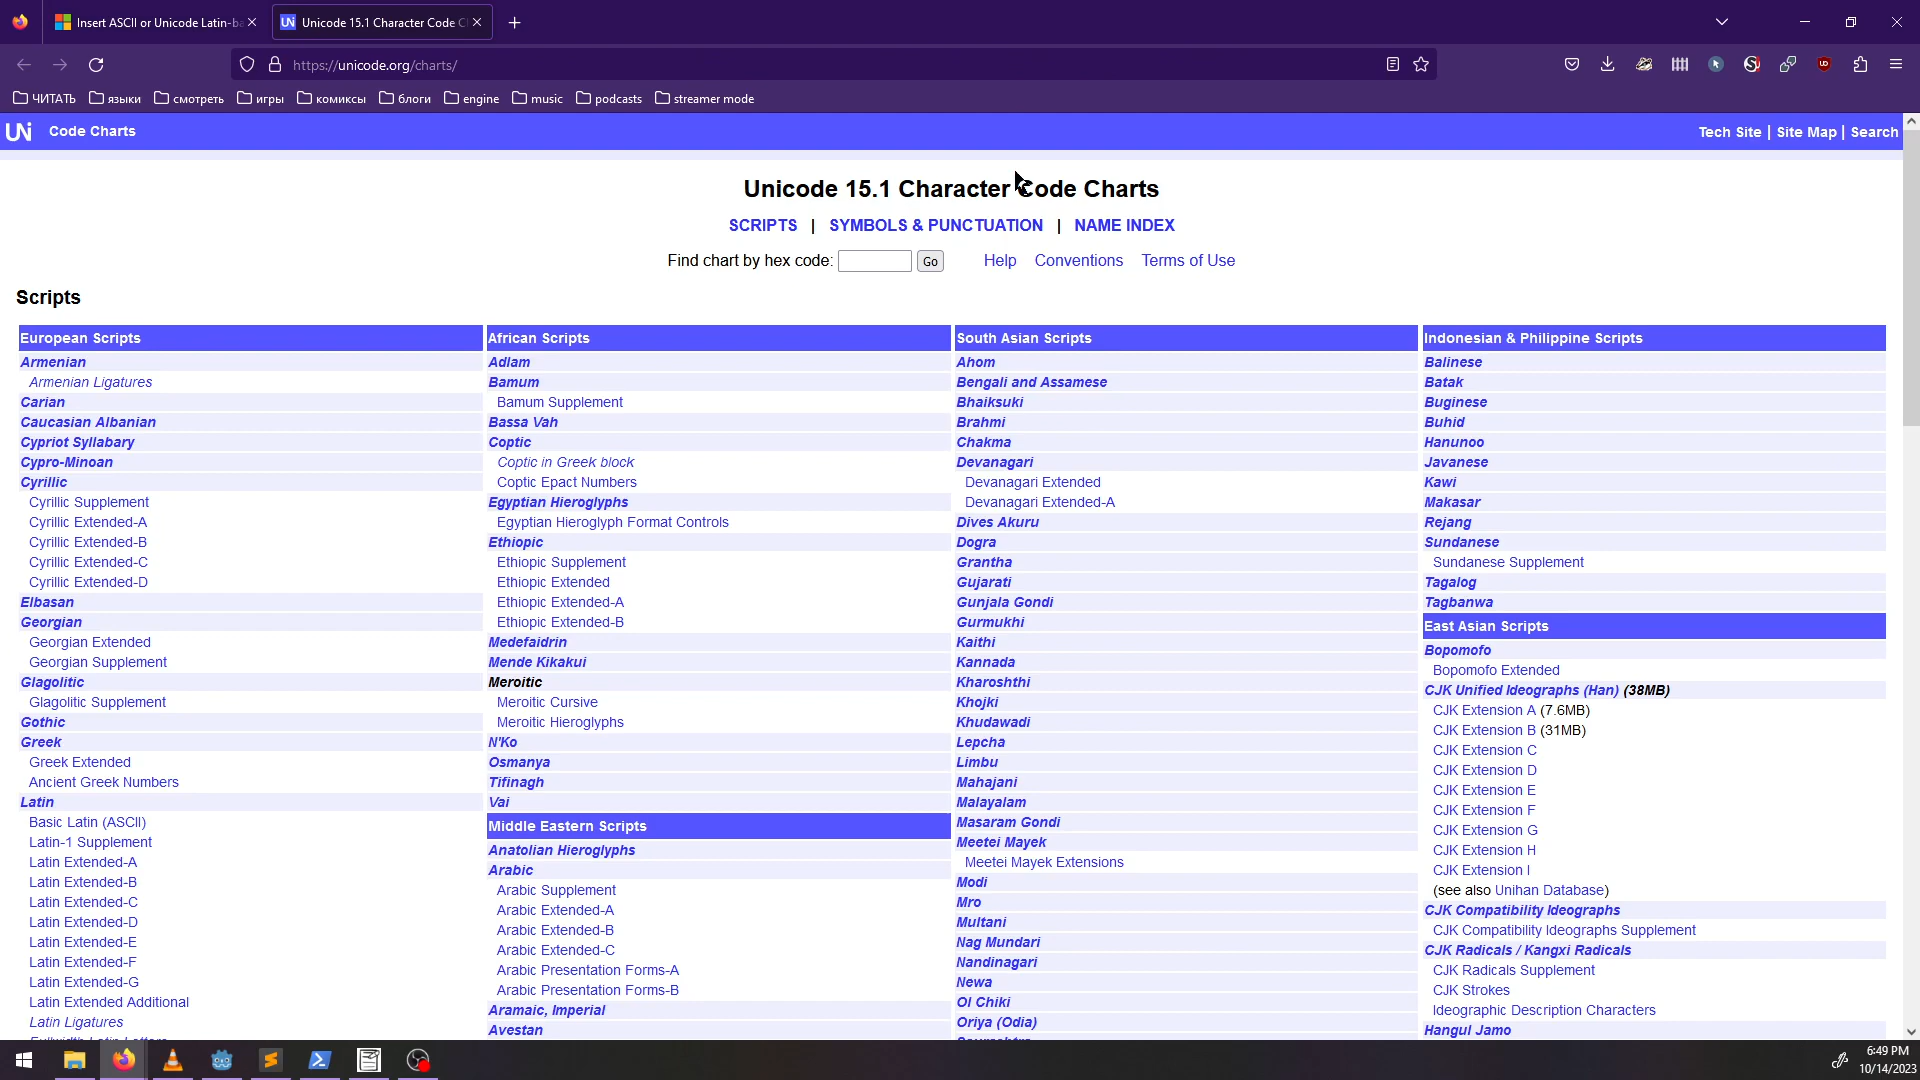 Insert ASCII or Unicode Latin-ba
Unicode 15.1 Character Code C
https://unicode.org/charts/
ЧИТАТЬ
языки
смотреть
игры
комиксы
блоги
engine
music
podcasts
streamer mode
UN Code Charts
Tech Site | Site Map | Search
Unicode 15.1 Character Code Charts
SCRIPTS | SYMBOLS & PUNCTUATION | NAME INDEX
Find chart by hex code: Go Help Conventions Terms of Use
Scripts
European Scripts
Armenian
Armenian Ligatures
Carian
Caucasian Albanian
Cypriot Syllabary
Cypro-Minoan
Cyrillic
Cyrillic Supplement
Cyrillic Extended-A
Cyrillic Extended-B
Cyrillic Extended-C
Cyrillic Extended-D
Elbasan
Georgian
Georgian Extended
Georgian Supplement
Glagolitic
Glagolitic Supplement
Gothic
Greek
Greek Extended
Ancient Greek Numbers
Latin
Basic Latin (ASCII)
Latin-1 Supplement
Latin Extended-A
Latin Extended-B
Latin Extended-C
Latin Extended-D
Latin Extended-E
Latin Extended-F
Latin Extended-G
Latin Extended Additional
Latin Ligatures
African Scripts
Adlam
Bamum
Bamum Supplement
Bassa Vah
Coptic
Coptic in Greek block
Coptic Epact Numbers
Egyptian Hieroglyphs
Egyptian Hieroglyph Format Controls
Ethiopic
Ethiopic Supplement
Ethiopic Extended
Ethiopic Extended-A
Ethiopic Extended-B
Medefaidrin
Mende Kikakui
Meroitic
Meroitic Cursive
Meroitic Hieroglyphs
N'Ko
Osmanya
Tifinagh
Vai
Middle Eastern Scripts
Anatolian Hieroglyphs
Arabic
Arabic Supplement
Arabic Extended-A
Arabic Extended-B
Arabic Extended-C
Arabic Presentation Forms-A
Arabic Presentation Forms-B
Aramaic, Imperial
Avestan
South Asian Scripts
Ahom
Bengali and Assamese
Bhaiksuki
Brahmi
Chakma
Devanagari
Devanagari Extended
Devanagari Extended-A
Dives Akuru
Dogra
Grantha
Gujarati
Gunjala Gondi
Gurmukhi
Kaithi
Kannada
Kharoshthi
Khojki
Khudawadi
Lepcha
Limbu
Mahajani
Malayalam
Masaram Gondi
Meetei Mayek
Meetei Mayek Extensions
Modi
Mro
Multani
Nag Mundari
Nandinagari
Newa
Ol Chiki
Oriya (Odia)
Indonesian & Philippine Scripts
Balinese
Batak
Buginese
Buhid
Hanunoo
Javanese
Kawi
Makasar
Rejang
Sundanese
Sundanese Supplement
Tagalog
Tagbanwa
East Asian Scripts
Bopomofo
Bopomofo Extended
CJK Unified Ideographs (Han) (38MB)
CJK Extension A (7.6MB)
CJK Extension B (31MB)
CJK Extension C
CJK Extension D
CJK Extension E
CJK Extension F
CJK Extension G
CJK Extension H
CJK Extension I
(see also Unihan Database)
CJK Compatibility Ideographs
CJK Compatibility Ideographs Supplement
CJK Radicals / Kangxi Radicals
CJK Radicals Supplement
CJK Strokes
Ideographic Description Characters
Hangul Jamo
6:49 PM
10/14/2023